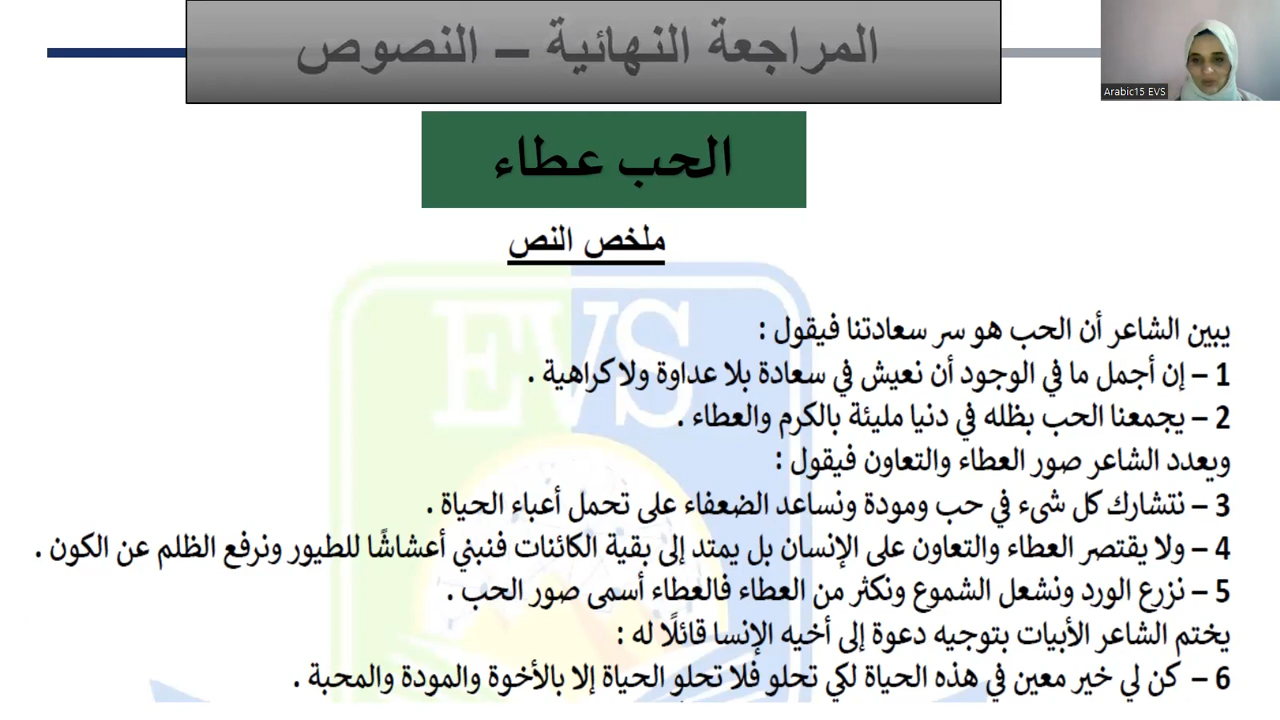 المراجعة النهائية – النصوص
Arabic15 EVS
الحب عطاء
ملخص النص
EVS
يبين الشاعر أن الحب هو سر سعادتنا فيقول :
1 – إن أجمل ما في الوجود أن نعيش في سعادة بلا عداوة ولا كراهية .
2 – يجمعنا الحب بظله في دنيا مليئة بالكرم والعطاء .
ويعدد الشاعر صور العطاء والتعاون فيقول :
3 – نتشارك كل شىء في حب ومودة ونساعد الضعفاء على تحمل أعباء الحياة .
4 – ولا يقتصر العطاء والتعاون على الإنسان بل يمتد إلى بقية الكائنات فنبني أعشاشًا للطيور ونرفع الظلم عن الكون .
5 – نزرع الورد ونشعل الشموع ونكثر من العطاء فالعطاء أسمى صور الحب .
يختم الشاعر الأبيات بتوجيه دعوة إلى أخيه الإنسا قائلًا له :
6 – كن لي خير معين في هذه الحياة لكي تحلو فلا تحلو الحياة إلا بالأخوة والمودة والمحبة .